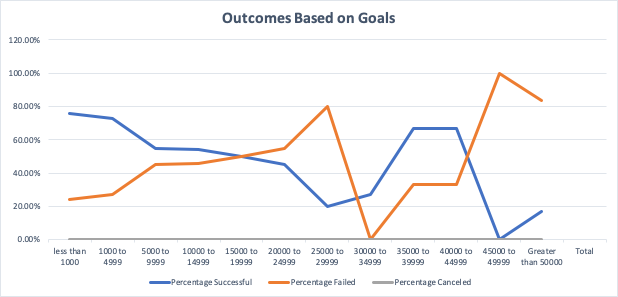 Outcomes Based on Goals
120.00%
100.00%
80.00%
60.00%
40.00%
20.00%
0.00%
less than 1000 to 5000 to 10000 to 15000 to 20000 to 25000 to 30000 to 35000 to 40000 to 45000 to Greater Total
1000 4999 9999 14999 19999 24999 29999 34999 39999 44999 49999 than 50000
Percentage Successful Percentage Failed Percentage Canceled